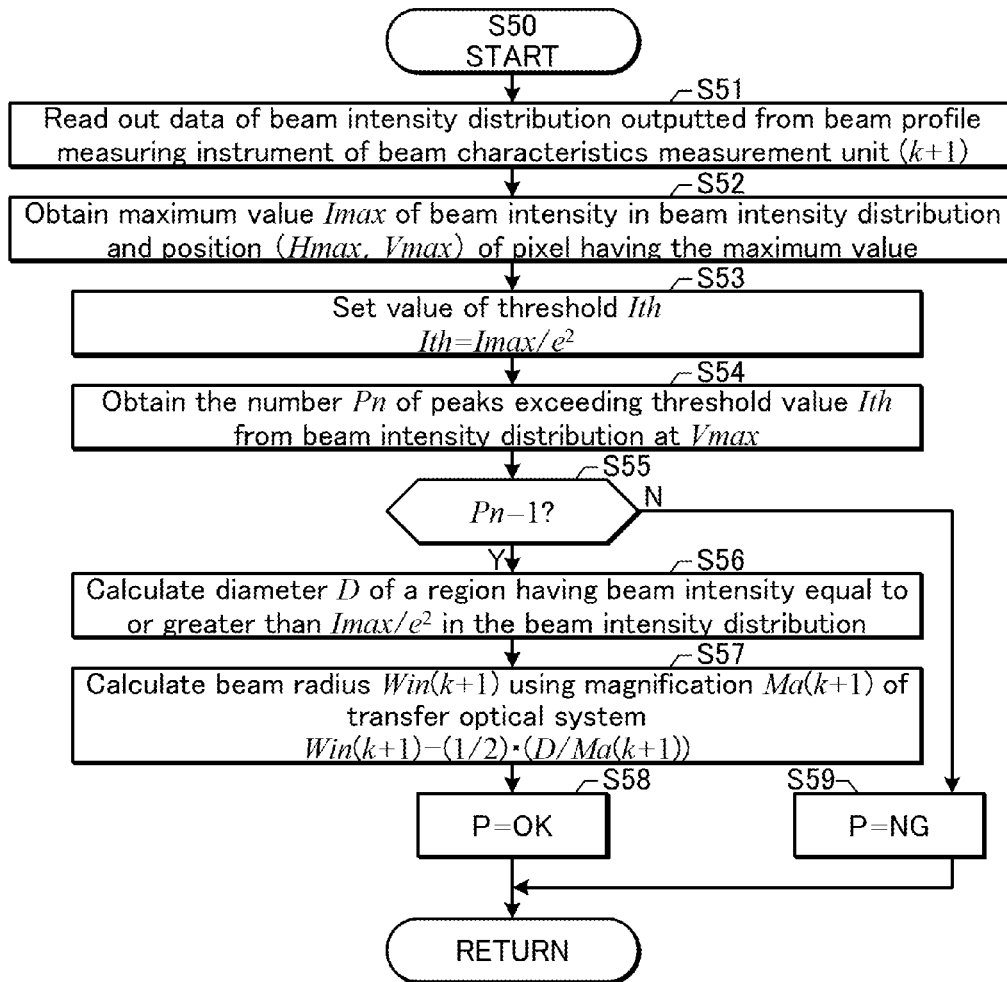 S50
START
S51
Read out data of beam intensity distribution outputted from beam profile
measuring instrument of beam characteristics measurement unit (k+1)
S52
Obtain maximum value Imax of beam intensity in beam intensity distribution
and position (Hmax, Vmax) of pixel having the maximum value
S53
Set value of threshold Ith
Ith=Imax/e²
S54
Obtain the number Pn of peaks exceeding threshold value Ith
from beam intensity distribution at Vmax
S55
Pn−1?
N
Y
S56
Calculate diameter D of a region having beam intensity equal to
or greater than Imax/e² in the beam intensity distribution
S57
Calculate beam radius Win(k+1) using magnification Ma(k+1) of
transfer optical system
Win(k+1)−(1/2)·(D/Ma(k+1))
S58
P=OK
S59
P=NG
RETURN